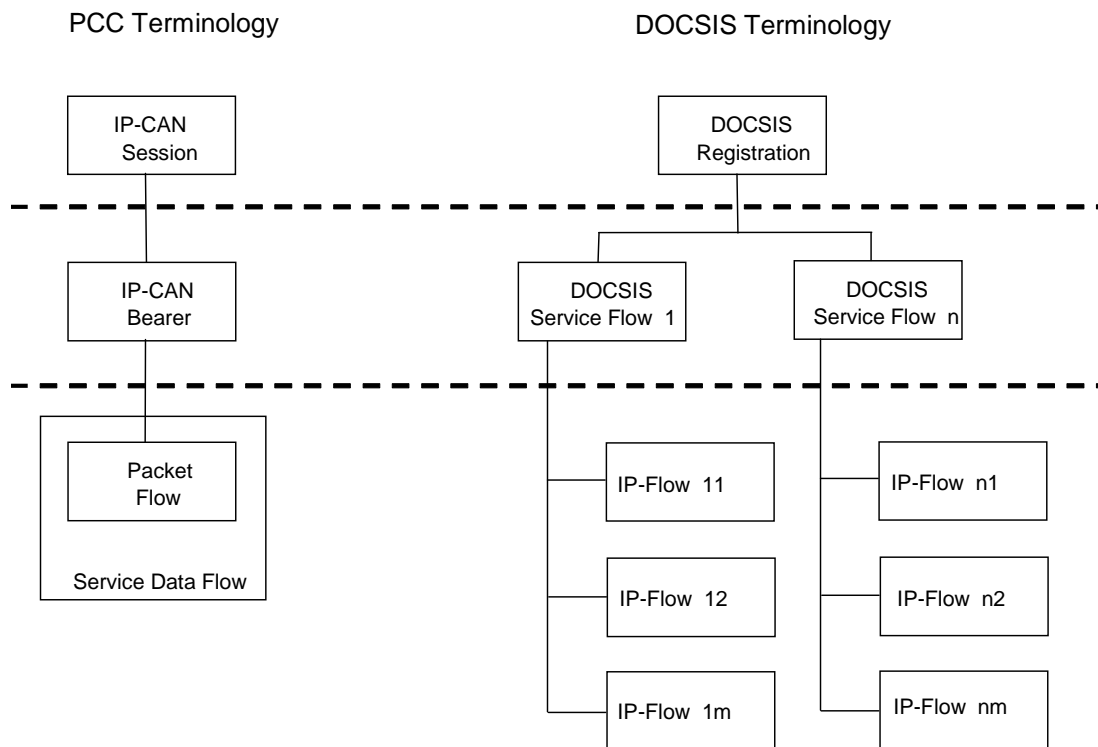 PCC Terminology
DOCSIS Terminology
IP-CAN
Session
DOCSIS
Registration
IP-CAN
Bearer
DOCSIS
Service Flow 1
DOCSIS
Service Flow n
Packet
Flow
Service Data Flow
IP-Flow 11
IP-Flow n1
IP-Flow 12
IP-Flow n2
IP-Flow 1m
IP-Flow nm